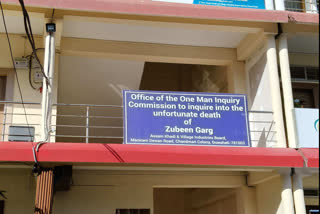 Office of the One Man Inquiry
Commission to inquire into the
unfortunate death
of
Zubeen Garg
Assam Khadi & Village Industries Board,
Maniram Dewan Road, Chandmari Colony, Guwahati- 781003